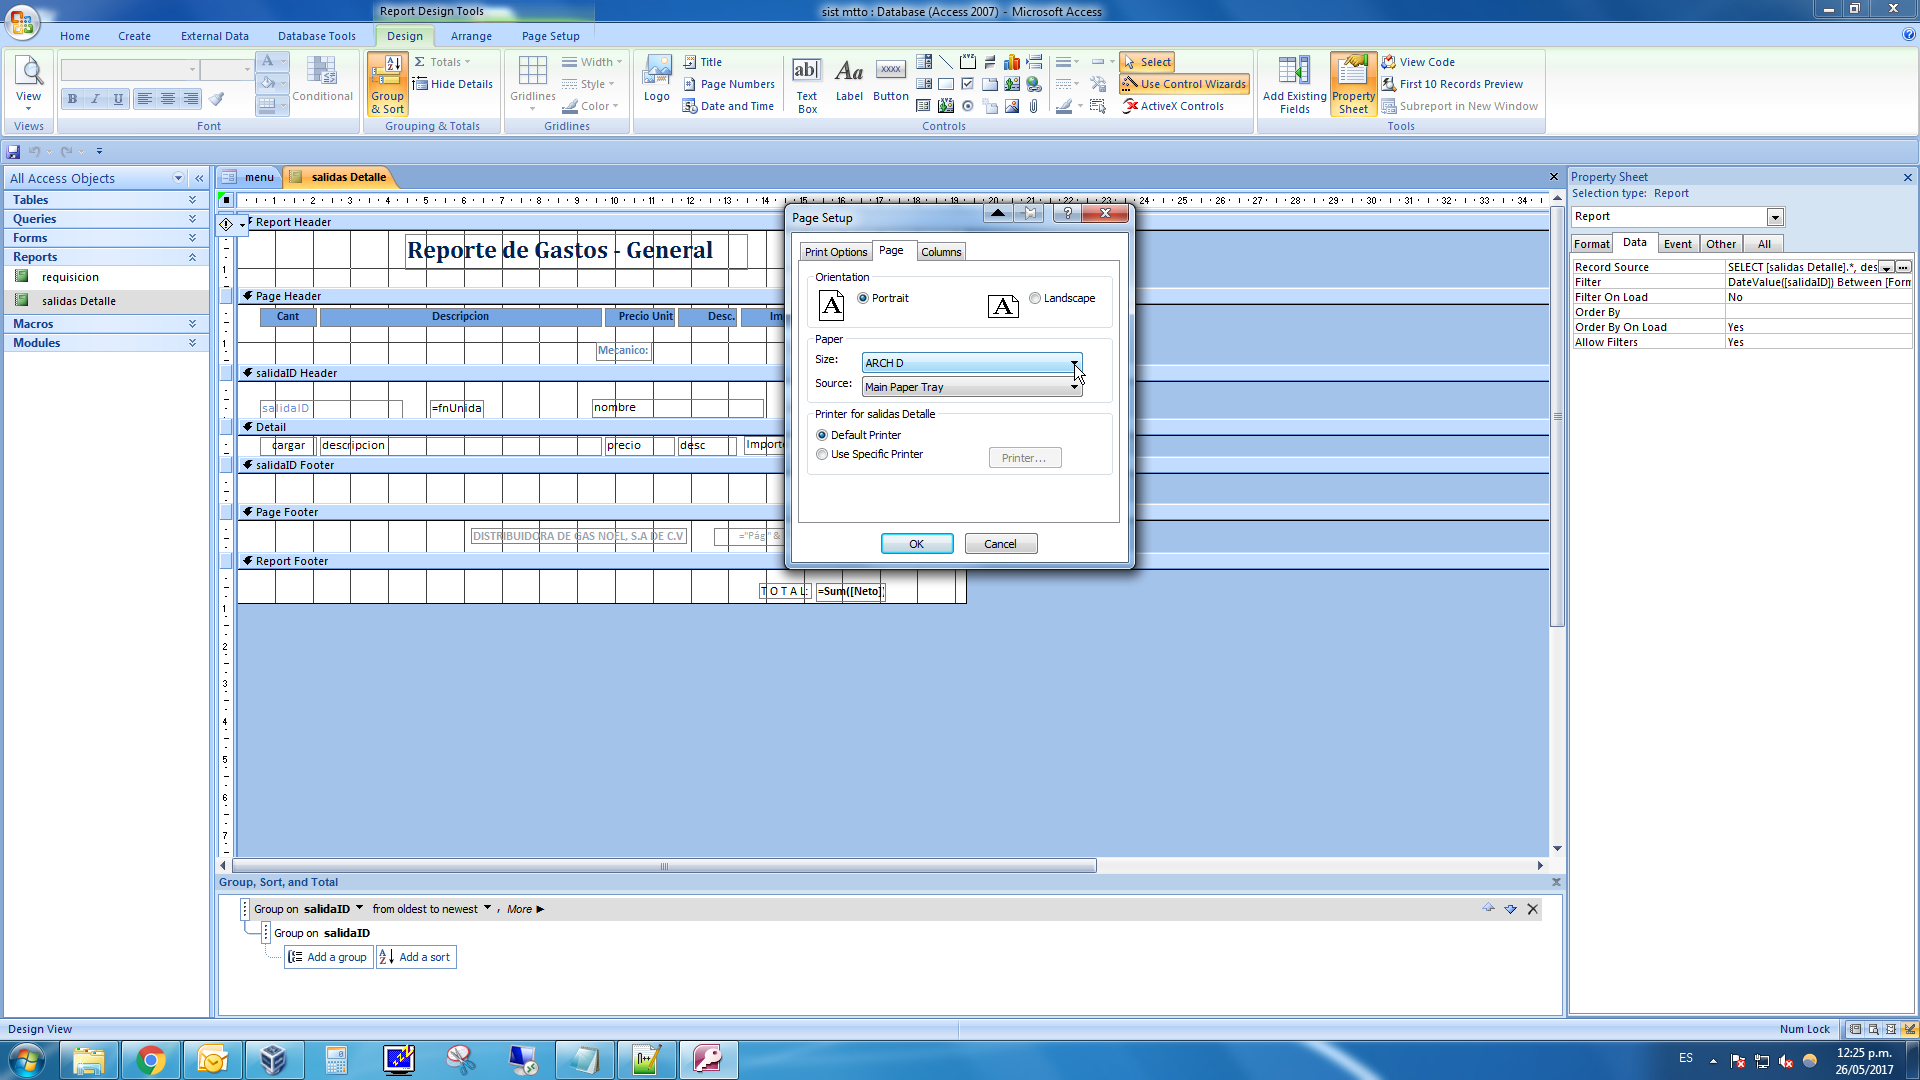 Report Design Tools
sist mtto : Database (Access 2007) - Microsoft Access
Home Create External Data Database Tools Design Arrange Page Setup
View
Views
B I U
Conditional
Font
Group & Sort
Σ Totals
Hide Details
Grouping & Totals
Gridlines
Width
Style
Color
Gridlines
Logo
Title
Page Numbers
Date and Time
ab| Text Box
Aa Label
xxxx Button
Controls
Select
Use Control Wizards
ActiveX Controls
Add Existing Fields
Property Sheet
View Code
First 10 Records Preview
Subreport in New Window
Tools
All Access Objects
Tables
Queries
Forms
Reports
requisicion
salidas Detalle
Macros
Modules
menu
salidas Detalle
Report Header
Reporte de Gastos - General
Page Header
Cant Descripcion Precio Unit Desc. Im
Mecanico:
salidaID Header
salidaID =fnUnida nombre
Detail
cargar descripcion precio desc Import
salidaID Footer
Page Footer
DISTRIBUIDORA DE GAS NOEL, S.A DE C.V ="Pág" &
Report Footer
T O T A L: =Sum([Neto])
Page Setup
Print Options Page Columns
Orientation
A Portrait
A Landscape
Paper
Size: ARCH D
Source: Main Paper Tray
Printer for salidas Detalle
Default Printer
Use Specific Printer
Printer...
OK Cancel
Property Sheet
Selection type: Report
Report
Format Data Event Other All
Record Source SELECT [salidas Detalle].*, des
Filter DateValue([salidaID]) Between [Form
Filter On Load No
Order By
Order By On Load Yes
Allow Filters Yes
Group, Sort, and Total
Group on salidaID from oldest to newest , More
Group on salidaID
Add a group
Add a sort
Design View
Num Lock
ES
12:25 p.m.
26/05/2017